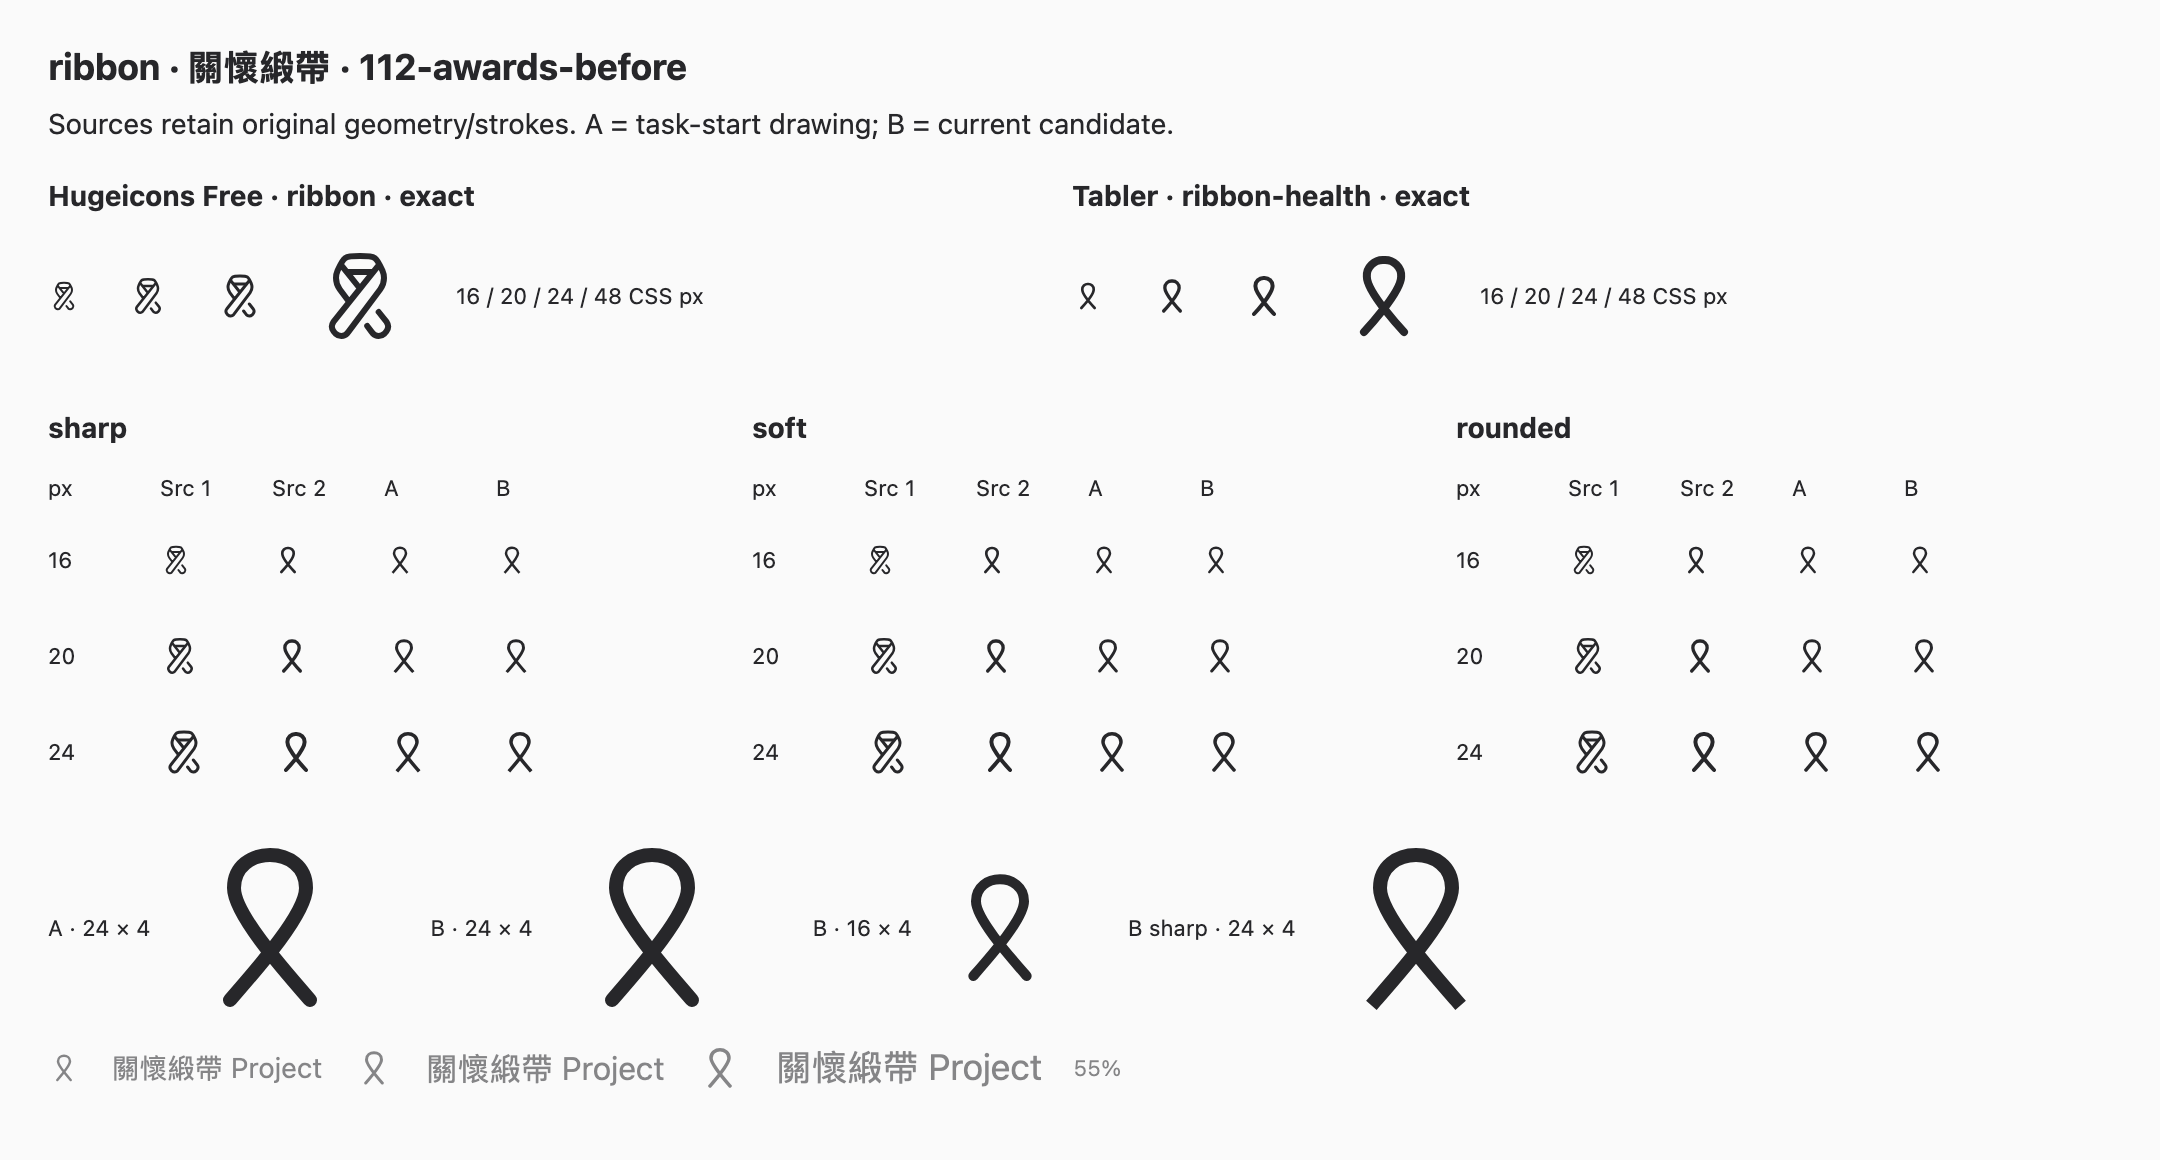 ribbon · 關懷緞帶 · 112-awards-before
Sources retain original geometry/strokes. A = task-start drawing; B = current candidate.
Hugeicons Free · ribbon · exact
16 / 20 / 24 / 48 CSS px
Tabler · ribbon-health · exact
16 / 20 / 24 / 48 CSS px
sharp
px Src 1 Src 2 A B
16
20
24
soft
px Src 1 Src 2 A B
16
20
24
rounded
px Src 1 Src 2 A B
16
20
24
A · 24 × 4
B · 24 × 4
B · 16 × 4
B sharp · 24 × 4
關懷緞帶 Project 關懷緞帶 Project 關懷緞帶 Project 55%